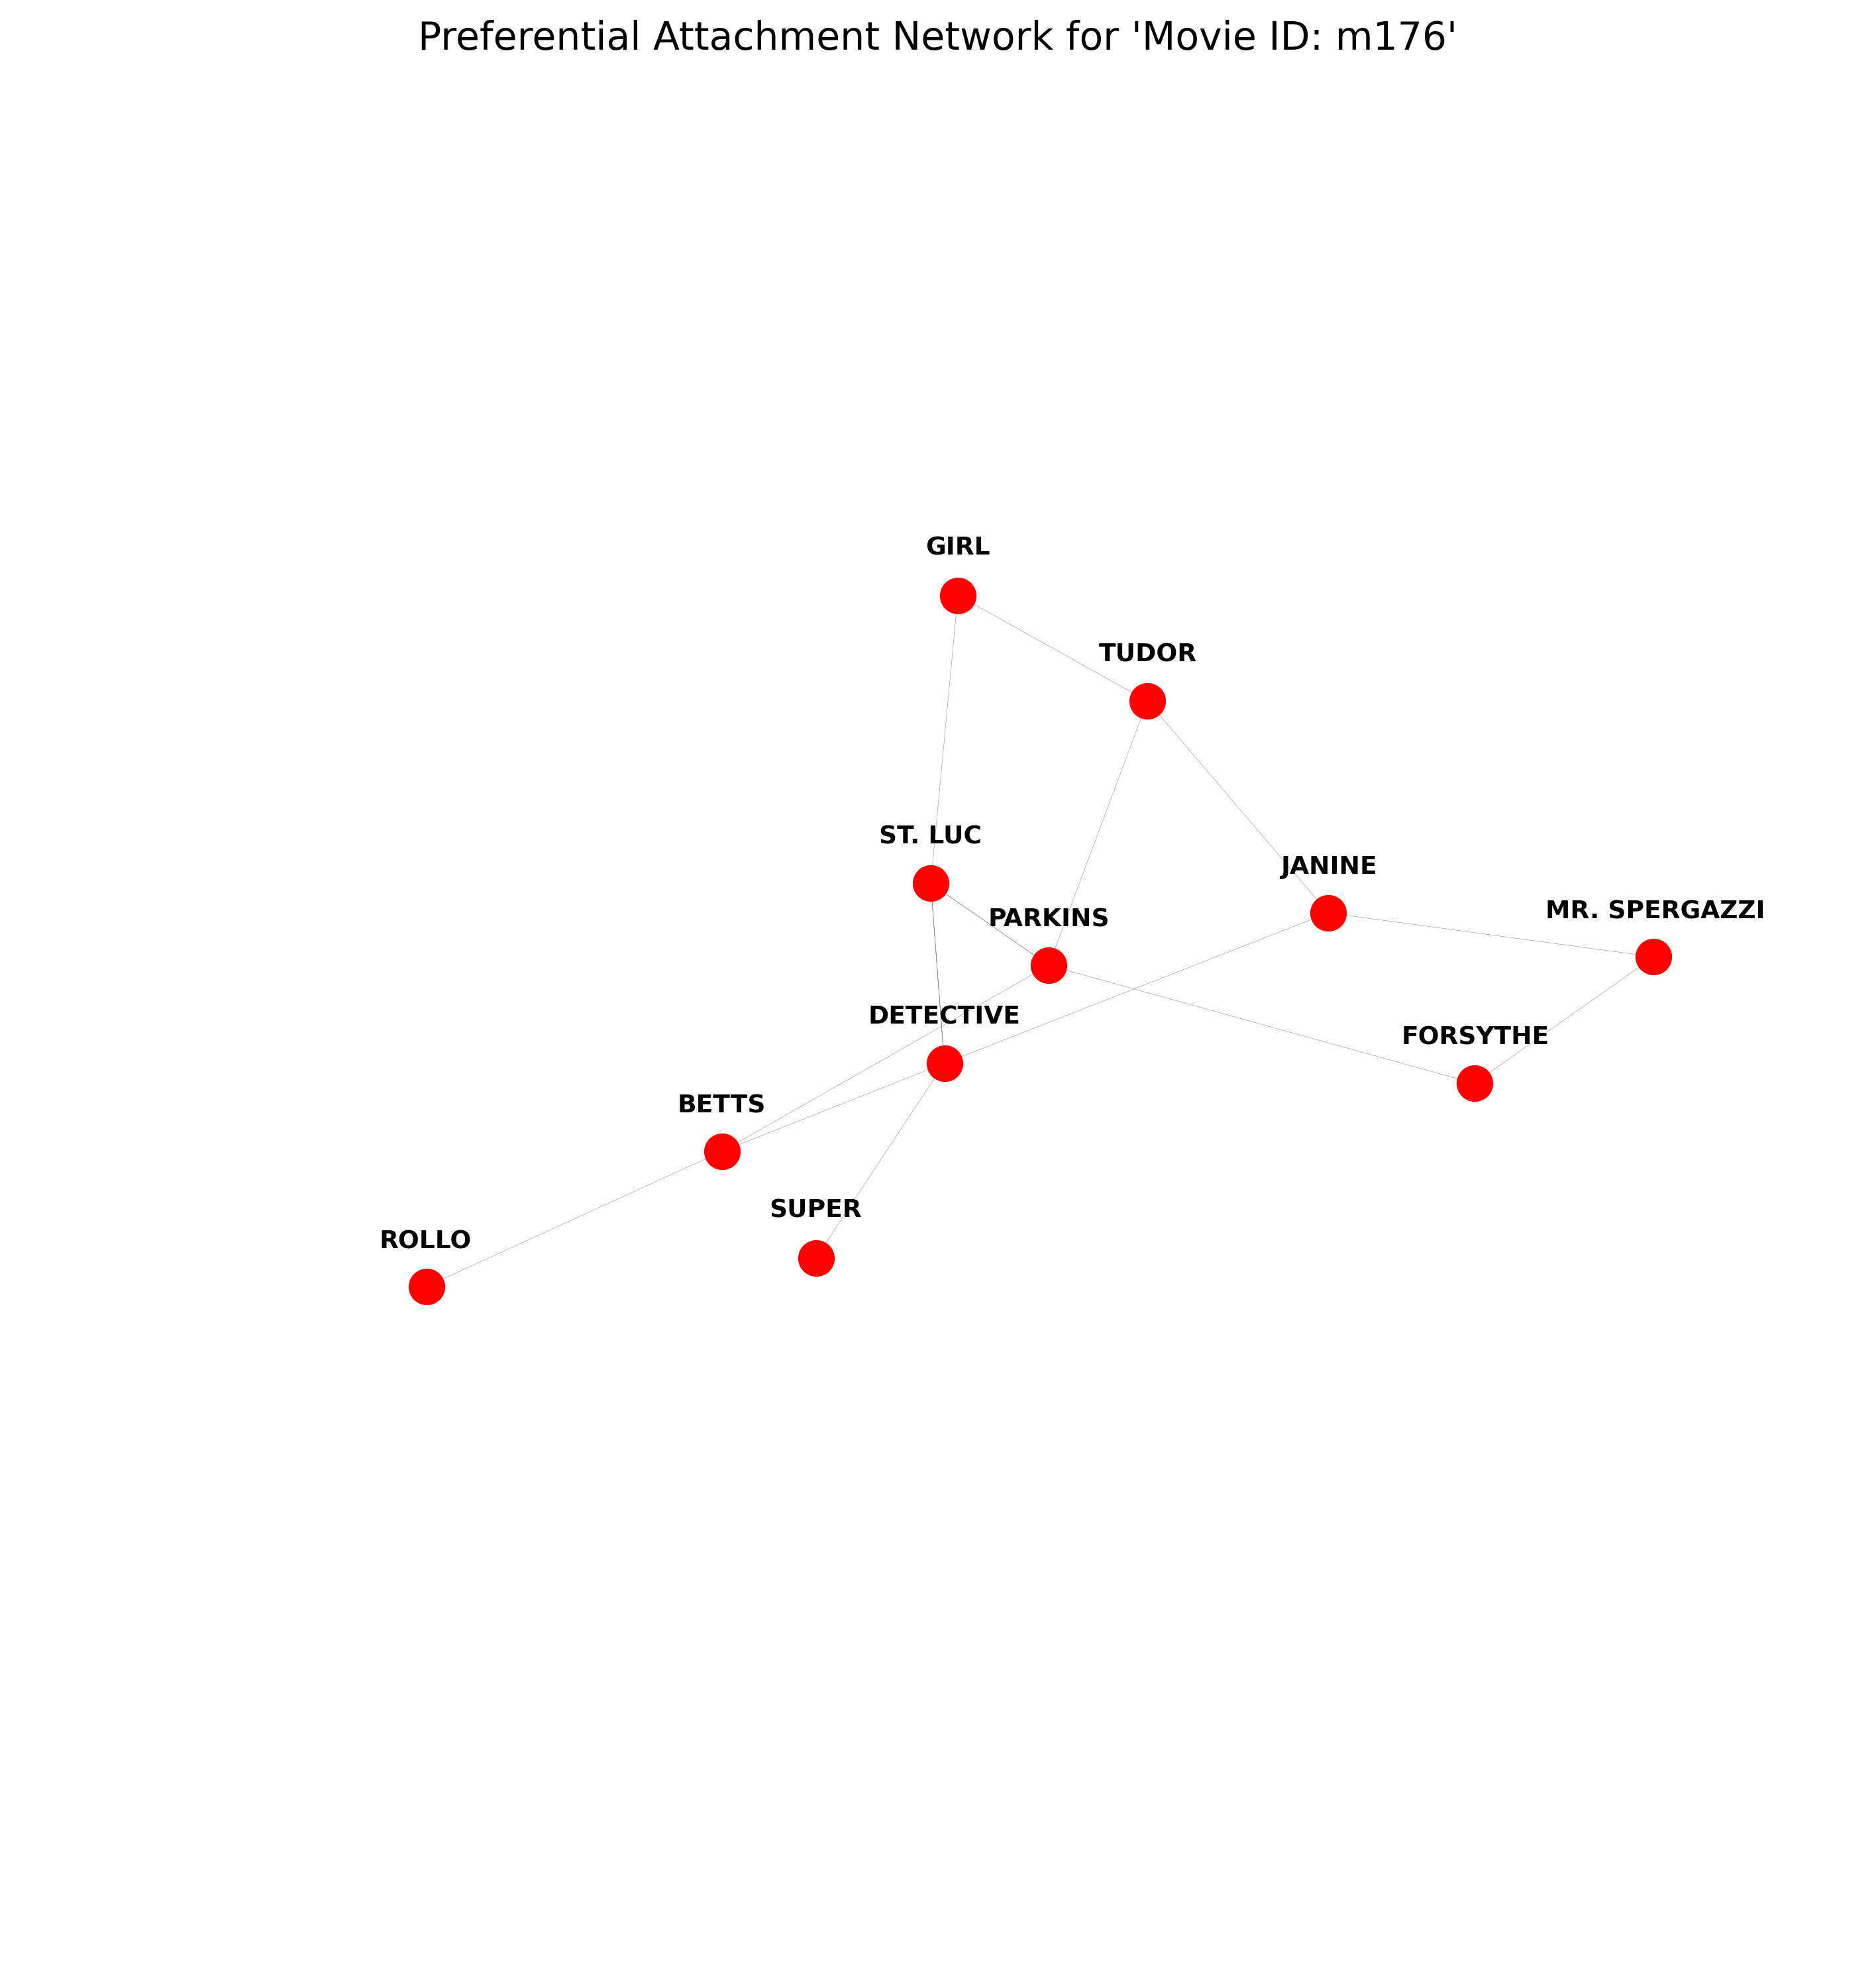 Preferential Attachment Network for 'Movie ID: m176'
GIRL
TUDOR
ST. LUC
JANINE
MR. SPERGAZZI
PARKINS
DETECTIVE
FORSYTHE
BETTS
SUPER
ROLLO